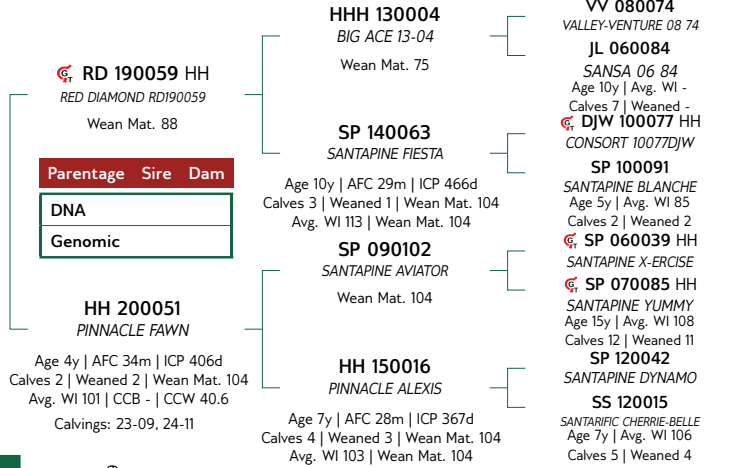 RD 190059 HH
RED DIAMOND RD190059
Wean Mat. 88
Parentage Sire Dam
DNA
Genomic
HH 200051
PINNACLE FAWN
Age 4y | AFC 34m | ICP 406d
Calves 2 | Weaned 2 | Wean Mat. 104
Avg. WI 101 | CCB - | CCW 40.6
Calvings: 23-09, 24-11
HHH 130004
BIG ACE 13-04
Wean Mat. 75
SP 140063
SANTAPINE FIESTA
Age 10y | AFC 29m | ICP 466d
Calves 3 | Weaned 1 | Wean Mat. 104
Avg. WI 113 | Wean Mat. 104
SP 090102
SANTAPINE AVIATOR
Wean Mat. 104
HH 150016
PINNACLE ALEXIS
Age 7y | AFC 28m | ICP 367d
Calves 4 | Weaned 3 | Wean Mat. 104
Avg. WI 103 | Wean Mat. 104
VV 080074
VALLEY-VENTURE 08 74
JL 060084
SANSA 06 84
Age 10y | Avg. WI -
Calves 7 | Weaned -
DJW 100077 HH
CONSORT 10077DJW
SP 100091
SANTAPINE BLANCHE
Age 5y | Avg. WI 85
Calves 2 | Weaned 2
SP 060039 HH
SANTAPINE X-ERCISE
SP 070085 HH
SANTAPINE YUMMY
Age 15y | Avg. WI 108
Calves 12 | Weaned 11
SP 120042
SANTAPINE DYNAMO
SS 120015
SANTARIFIC CHERRIE-BELLE
Age 7y | Avg. WI 106
Calves 5 | Weaned 4